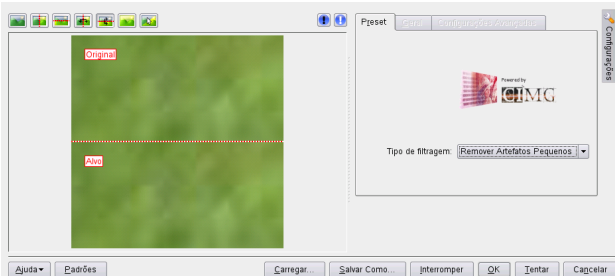 Original
Alvo
Preset
Configurações
Powered by
CIMG
Tipo de filtragem: Remover Artefatos Pequenos
Ajuda
Padrões
Carregar...
Salvar Como...
Interromper
OK
Tentar
Cancelar